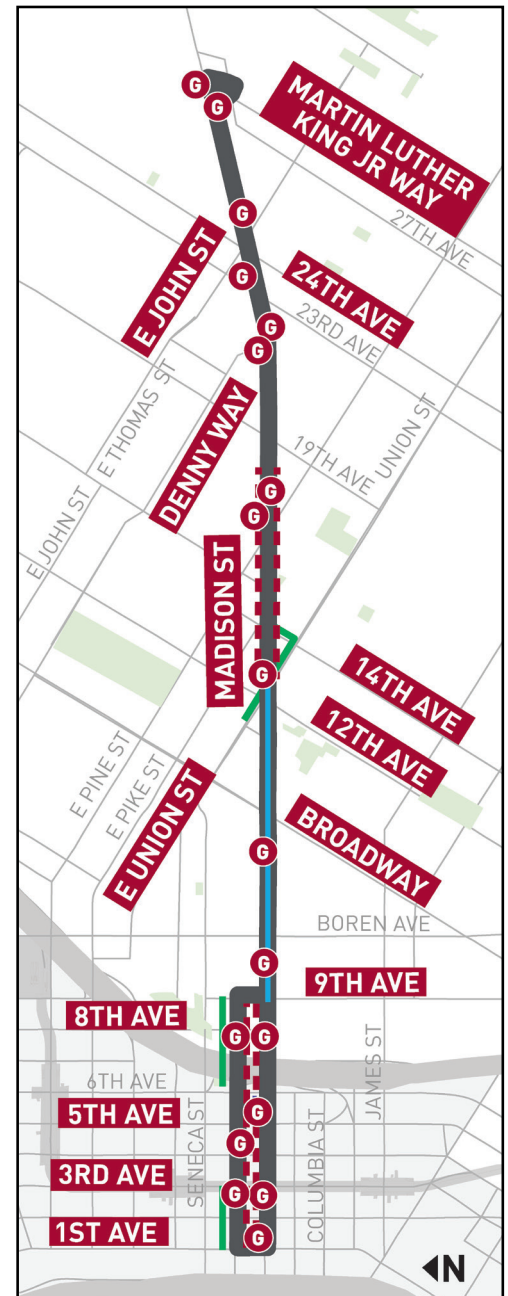 G
G
MARTIN LUTHER
KING JR WAY
G
27TH AVE
E JOHN ST
G
24TH AVE
G
23RD AVE
G
E THOMAS ST
DENNY WAY
19TH AVE
UNION ST
G
G
E JOHN ST
MADISON ST
G
14TH AVE
12TH AVE
E PINE ST
E PIKE ST
E UNION ST
G
BROADWAY
BOREN AVE
G
9TH AVE
8TH AVE
G
G
6TH AVE
JAMES ST
5TH AVE
G
SENECA ST
COLUMBIA ST
G
3RD AVE
G
G
1ST AVE
G
N